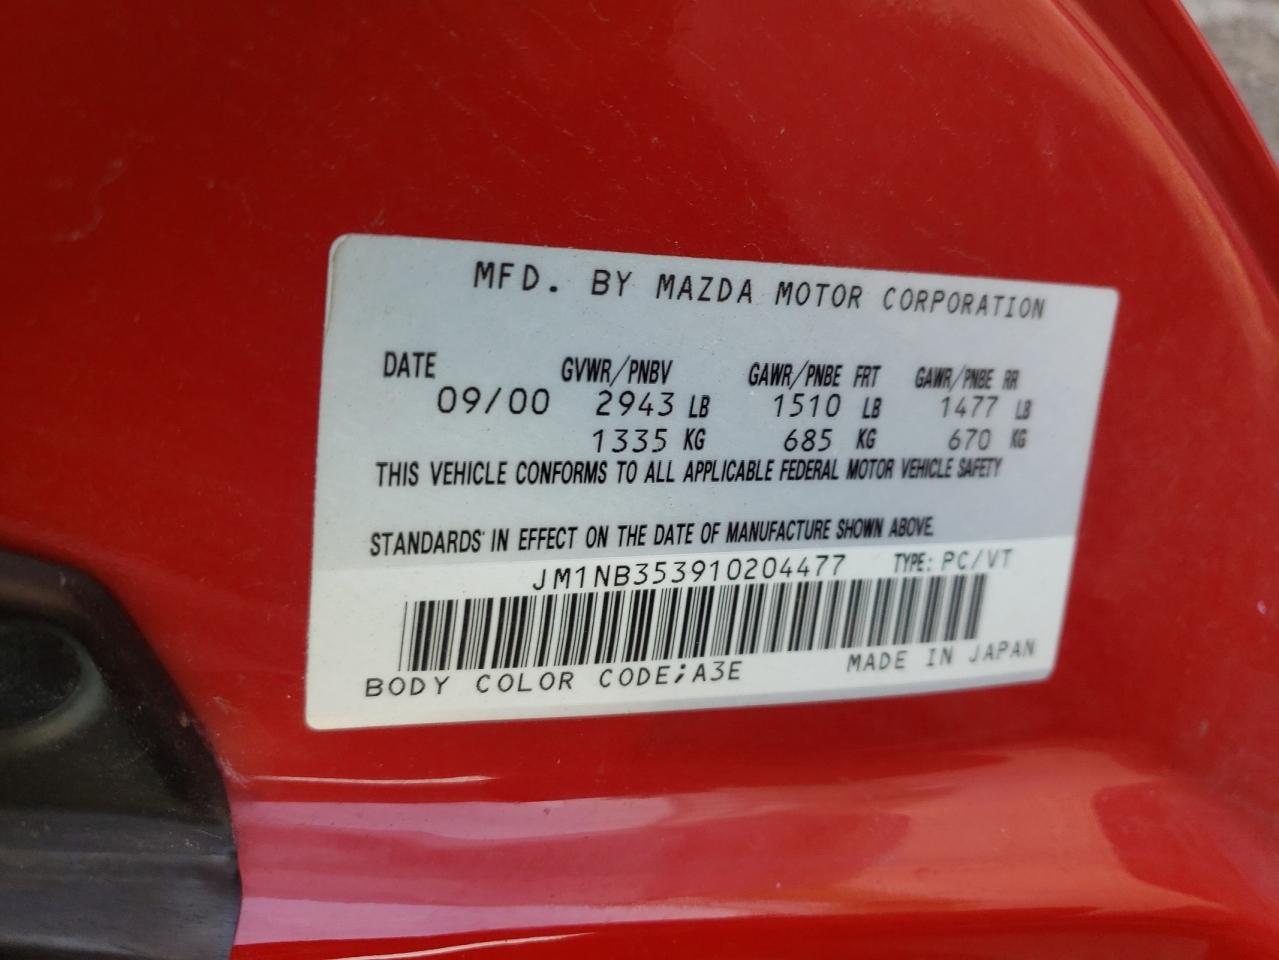 MFD. BY MAZDA MOTOR CORPORATION
DATE GVWR/PNBV GAWR/PNBE FRT GAWR/PNBE RR
09/00 2943 LB 1510 LB 1477 LB
1335 KG 685 KG 670 KG
THIS VEHICLE CONFORMS TO ALL APPLICABLE FEDERAL MOTOR VEHICLE SAFETY
STANDARDS IN EFFECT ON THE DATE OF MANUFACTURE SHOWN ABOVE.
JM1NB353910204477 TYPE: PC/VT
BODY COLOR CODE;A3E MADE IN JAPAN